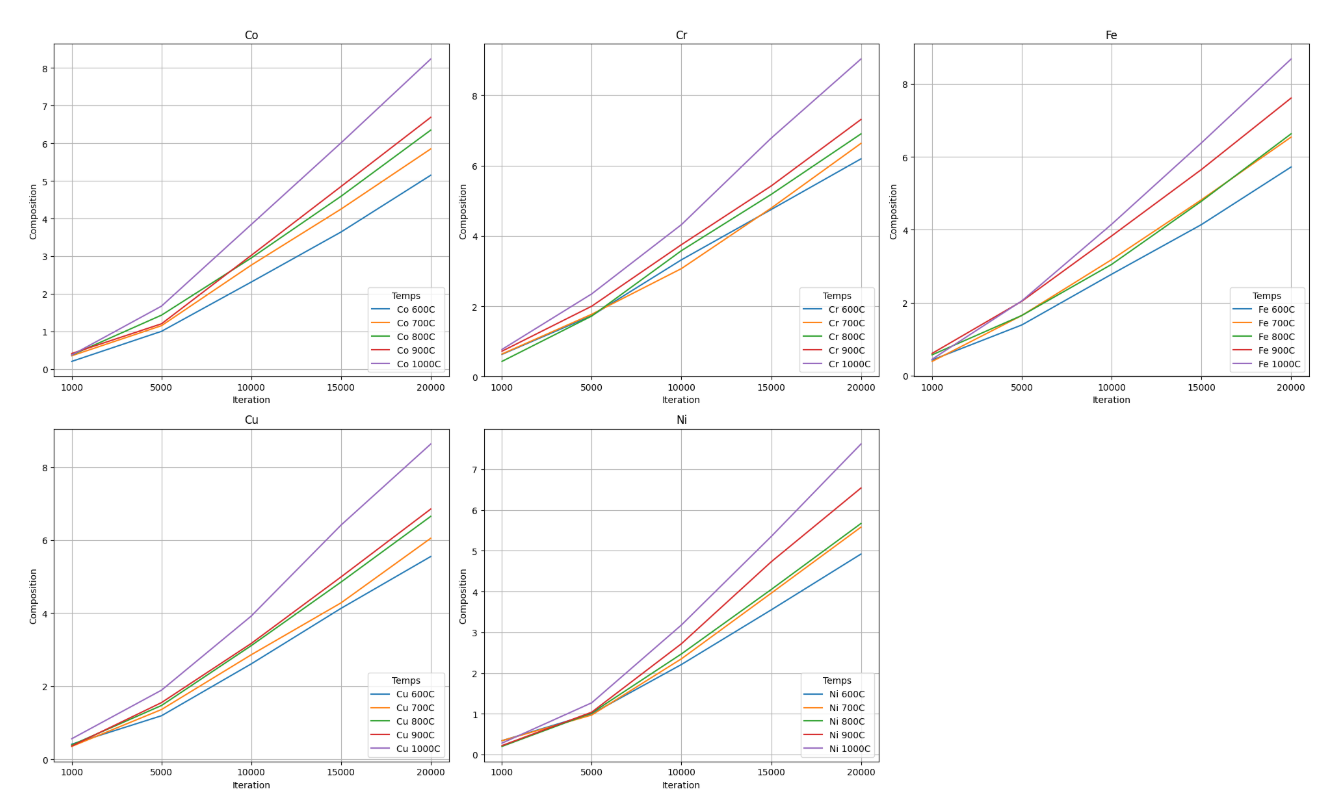 Co
Composition
8
7
6
5
4
3
2
1
0
1000 5000 10000 15000 20000
Iteration
Temps
Co 600C
Co 700C
Co 800C
Co 900C
Co 1000C
Cr
Composition
8
6
4
2
0
1000 5000 10000 15000 20000
Iteration
Temps
Cr 600C
Cr 700C
Cr 800C
Cr 900C
Cr 1000C
Fe
Composition
8
6
4
2
0
1000 5000 10000 15000 20000
Iteration
Temps
Fe 600C
Fe 700C
Fe 800C
Fe 900C
Fe 1000C
Cu
Composition
8
6
4
2
0
1000 5000 10000 15000 20000
Iteration
Temps
Cu 600C
Cu 700C
Cu 800C
Cu 900C
Cu 1000C
Ni
Composition
7
6
5
4
3
2
1
0
1000 5000 10000 15000 20000
Iteration
Temps
Ni 600C
Ni 700C
Ni 800C
Ni 900C
Ni 1000C